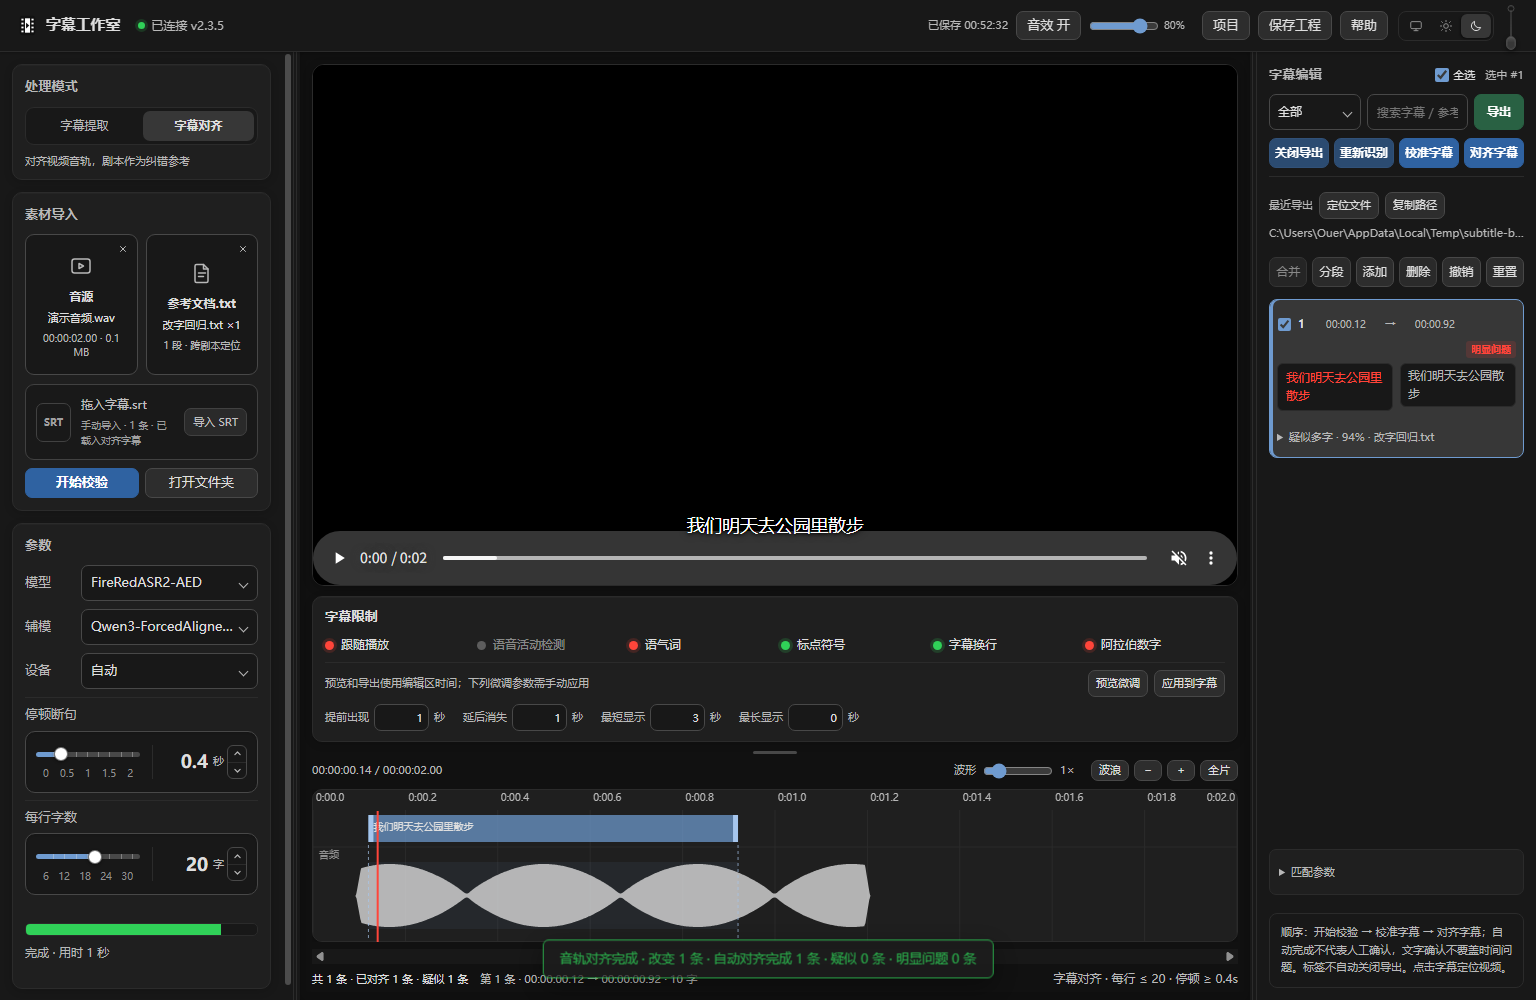 字幕工作室
已连接 v2.3.5
已保存 00:52:32
音效 开
80%
项目
保存工程
帮助
处理模式
字幕提取
字幕对齐
对齐视频音轨，剧本作为纠错参考
素材导入
×
音源
演示音频.wav
00:00:02.00 · 0.1
MB
×
参考文档.txt
改字回归.txt ×1
1 段 · 跨剧本定位
SRT
拖入字幕.srt
手动导入 · 1 条 · 已
载入对齐字幕
导入 SRT
开始校验
打开文件夹
参数
模型
FireRedASR2-AED
辅模
Qwen3-ForcedAligne...
设备
自动
停顿断句
0 0.5 1 1.5 2
0.4 秒
每行字数
6 12 18 24 30
20 字
完成 · 用时 1 秒
我们明天去公园里散步
0:00 / 0:02
字幕限制
跟随播放
语音活动检测
语气词
标点符号
字幕换行
阿拉伯数字
预览和导出使用编辑区时间；下列微调参数需手动应用
预览微调
应用到字幕
提前出现 1 秒
延后消失 1 秒
最短显示 3 秒
最长显示 0 秒
00:00:00.14 / 00:00:02.00
波形
1×
波浪
−
+
全片
0:00.0 0:00.2 0:00.4 0:00.6 0:00.8 0:01.0 0:01.2 0:01.4 0:01.6 0:01.8 0:02.0
我们明天去公园里散步
音频
音轨对齐完成 · 改变 1 条 · 自动对齐完成 1 条 · 疑似 0 条 · 明显问题 0 条
共 1 条 · 已对齐 1 条 · 疑似 1 条
第 1 条 · 00:00:00.12 → 00:00:00.92 · 10 字
字幕对齐 · 每行 ≤ 20 · 停顿 ≥ 0.4s
字幕编辑
全选
选中 #1
全部
搜索字幕 / 参考
导出
关闭导出
重新识别
校准字幕
对齐字幕
最近导出
定位文件
复制路径
C:\Users\Ouer\AppData\Local\Temp\subtitle-b...
合并
分段
添加
删除
撤销
重置
1
00:00.12 → 00:00.92
明显问题
我们明天去公园里
散步
我们明天去公园散
步
疑似多字 · 94% · 改字回归.txt
匹配参数
顺序：开始校验 → 校准字幕 → 对齐字幕；自
动完成不代表人工确认，文字确认不要盖时间问
题。标签不自动关闭导出。点击字幕定位视频。